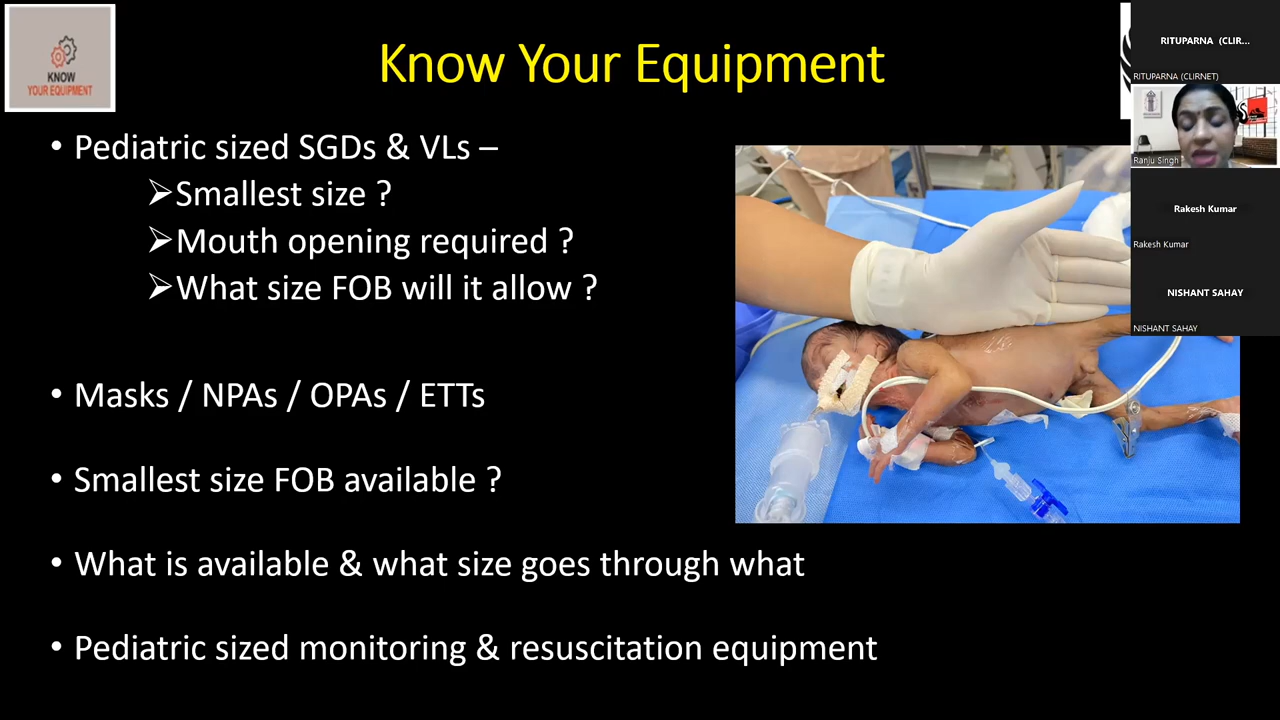 KNOW
YOUR EQUIPMENT
Know Your Equipment
• Pediatric sized SGDs & VLs –
➢Smallest size ?
➢Mouth opening required ?
➢What size FOB will it allow ?
• Masks / NPAs / OPAs / ETTs
• Smallest size FOB available ?
• What is available & what size goes through what
• Pediatric sized monitoring & resuscitation equipment
RITUPARNA (CLIR...
RITUPARNA (CLIRNET)
Ranju Singh
Rakesh Kumar
Rakesh Kumar
NISHANT SAHAY
NISHANT SAHAY